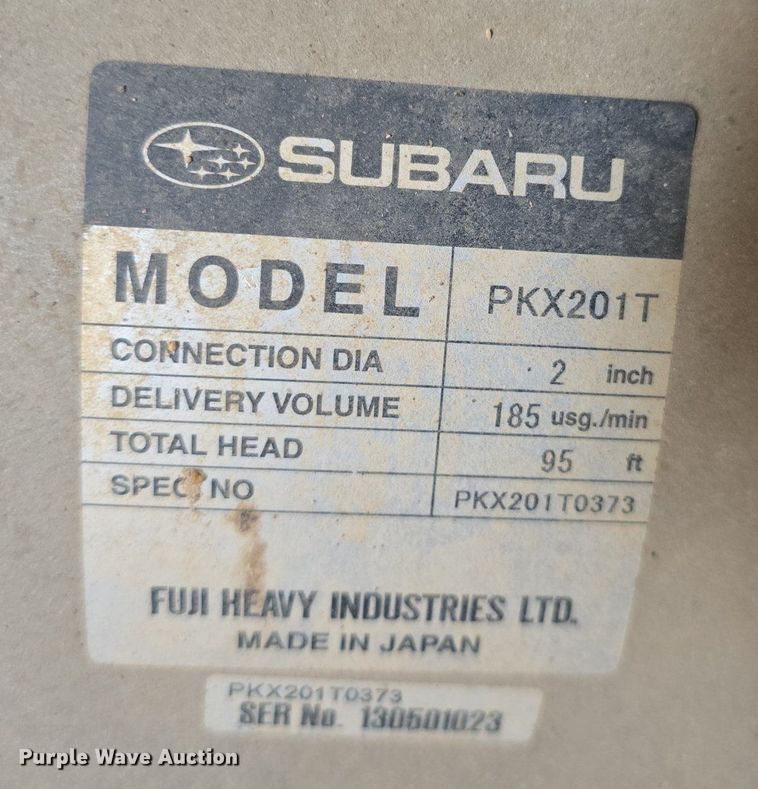 SUBARU
MODEL PKX201T
CONNECTION DIA 2 inch
DELIVERY VOLUME 185 usg./min
TOTAL HEAD 95 ft
SPEC. NO PKX201T0373
FUJI HEAVY INDUSTRIES LTD.
MADE IN JAPAN
PKX201T0373
SER No. 130501023
Purple Wave Auction